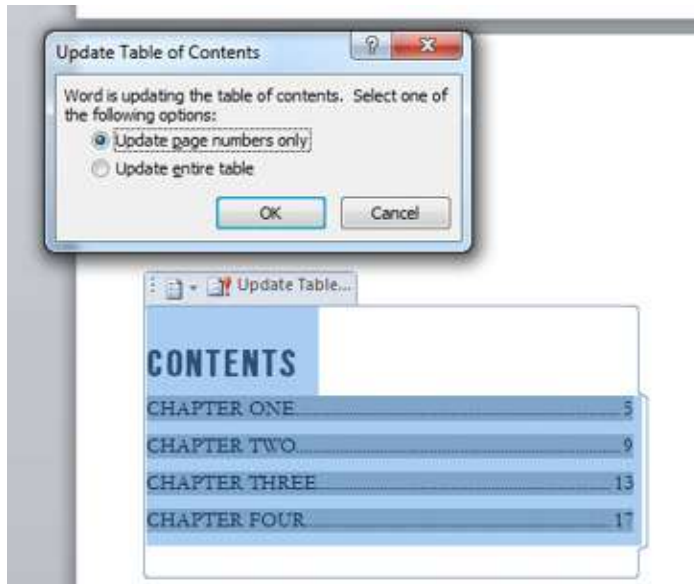 Update Table of Contents
Word is updating the table of contents. Select one of
the following options:
Update page numbers only
Update entire table
OK Cancel
Update Table...
CONTENTS
CHAPTER ONE 5
CHAPTER TWO 9
CHAPTER THREE 13
CHAPTER FOUR 17